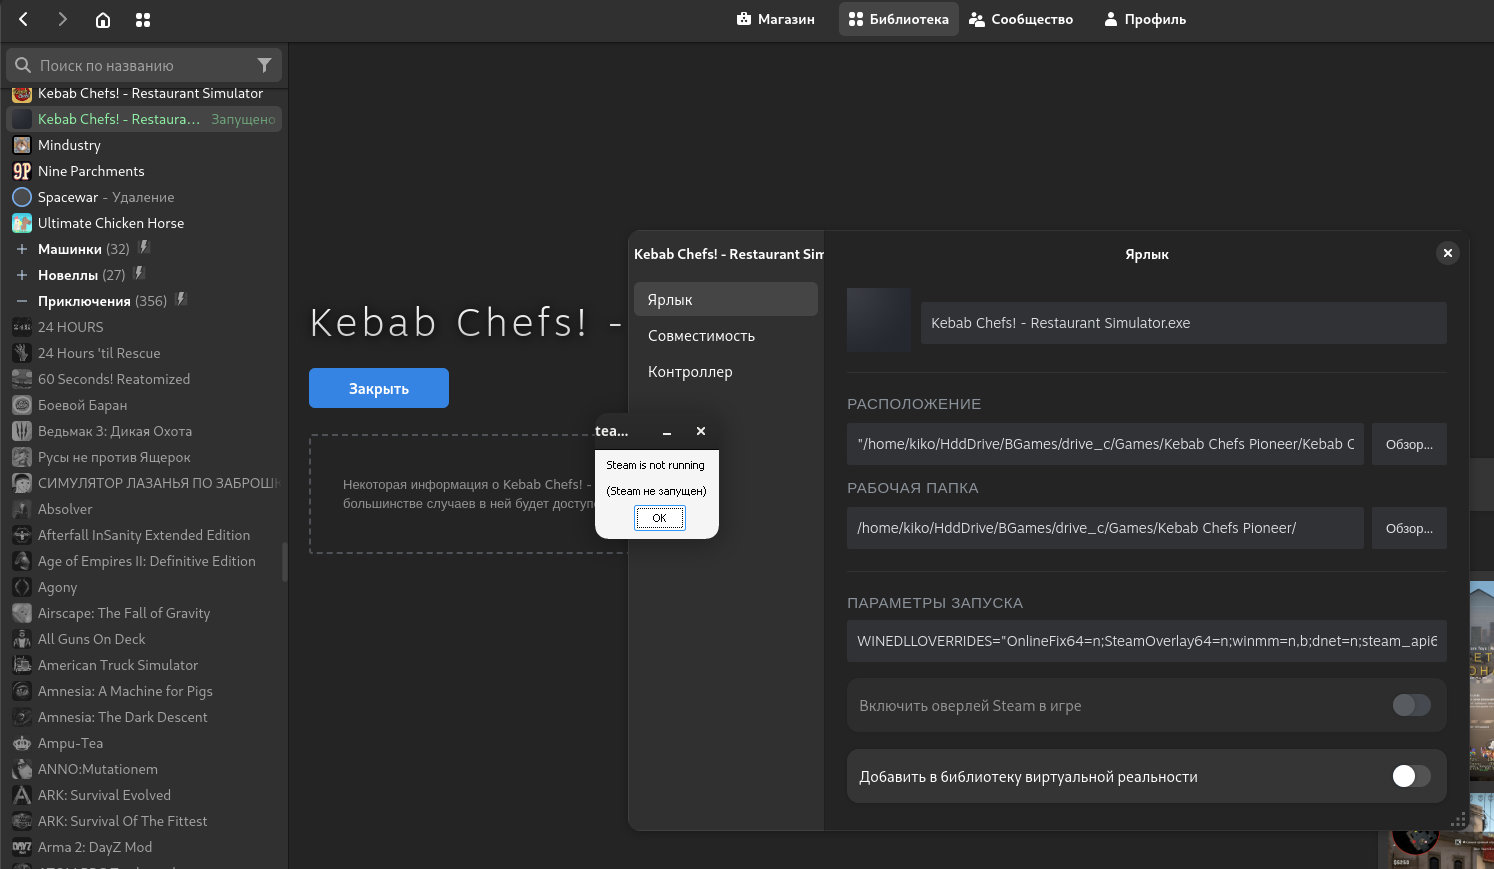 Магазин
Библиотека
Сообщество
Профиль
Поиск по названию
Kebab Chefs! - Restaurant Simulator
Kebab Chefs! - Restaura... Запущено
Mindustry
Nine Parchments
Spacewar - Удаление
Ultimate Chicken Horse
+ Машинки (32)
+ Новеллы (27)
− Приключения (356)
24 HOURS
24 Hours 'til Rescue
60 Seconds! Reatomized
Боевой Баран
Ведьмак 3: Дикая Охота
Русы не против Ящерок
СИМУЛЯТОР ЛАЗАНЬЯ ПО ЗАБРОШК
Absolver
Afterfall InSanity Extended Edition
Age of Empires II: Definitive Edition
Agony
Airscape: The Fall of Gravity
All Guns On Deck
American Truck Simulator
Amnesia: A Machine for Pigs
Amnesia: The Dark Descent
Ampu-Tea
ANNO:Mutationem
ARK: Survival Evolved
ARK: Survival Of The Fittest
Arma 2: DayZ Mod
Kebab Chefs! -
Закрыть
Некоторая информация о Kebab Chefs! -
большинстве случаев в ней будет доступ
tea...
Steam is not running
(Steam не запущен)
OK
Kebab Chefs! - Restaurant Sim
Ярлык
Совместимость
Контроллер
Ярлык
Kebab Chefs! - Restaurant Simulator.exe
РАСПОЛОЖЕНИЕ
"/home/kiko/HddDrive/BGames/drive_c/Games/Kebab Chefs Pioneer/Kebab C
Обзор...
РАБОЧАЯ ПАПКА
/home/kiko/HddDrive/BGames/drive_c/Games/Kebab Chefs Pioneer/
Обзор...
ПАРАМЕТРЫ ЗАПУСКА
WINEDLLOVERRIDES="OnlineFix64=n;SteamOverlay64=n;winmm=n,b;dnet=n;steam_api6
Включить оверлей Steam в игре
Добавить в библиотеку виртуальной реальности